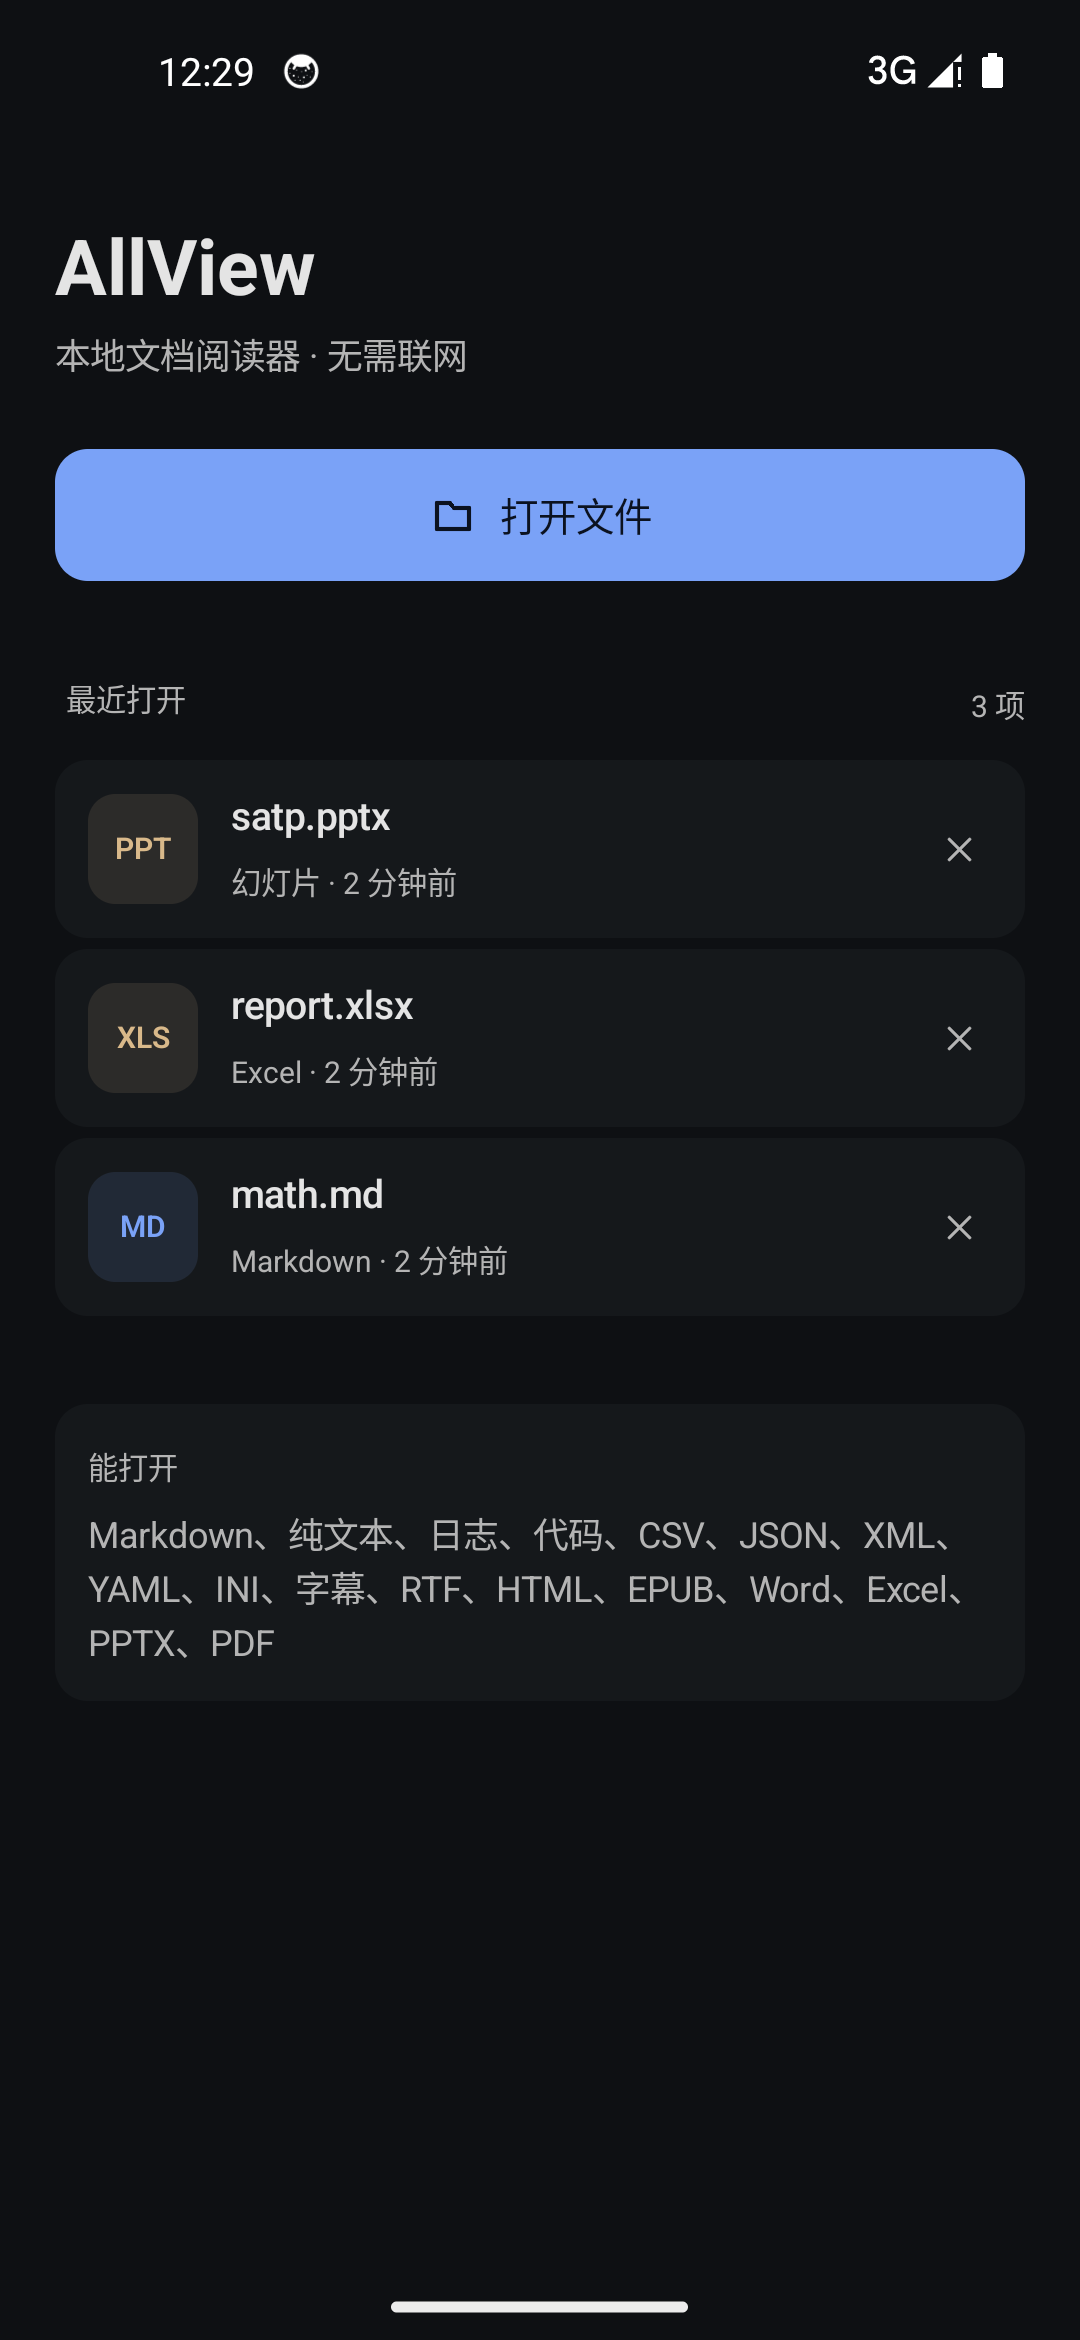 12:29
3G
AllView
本地文档阅读器 · 无需联网
打开文件
最近打开
3 项
PPT
satp.pptx
幻灯片 · 2 分钟前
XLS
report.xlsx
Excel · 2 分钟前
MD
math.md
Markdown · 2 分钟前
能打开
Markdown、纯文本、日志、代码、CSV、JSON、XML、
YAML、INI、字幕、RTF、HTML、EPUB、Word、Excel、
PPTX、PDF